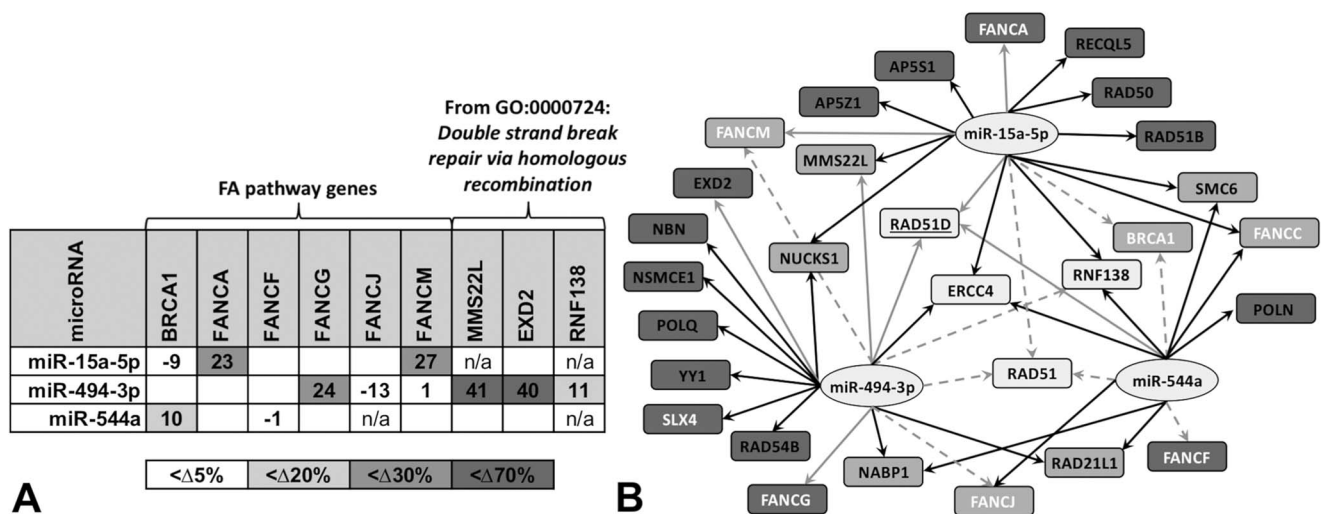 From GO:0000724:
Double strand break
repair via homologous
recombination
FA pathway genes
microRNA
BRCA1
FANCA
FANCF
FANCG
FANCJ
FANCM
MMS22L
EXD2
RNF138
miR-15a-5p -9 23 27 n/a n/a
miR-494-3p 24 -13 1 41 40 11
miR-544a 10 -1 n/a n/a
<Δ5% <Δ20% <Δ30% <Δ70%
A
FANCA
RECQL5
AP5S1
RAD50
AP5Z1
FANCM
miR-15a-5p
RAD51B
MMS22L
EXD2
SMC6
RAD51D
NBN
BRCA1
FANCC
NUCKS1
NSMCE1
RNF138
ERCC4
POLQ
POLN
YY1
miR-494-3p
RAD51
miR-544a
SLX4
RAD54B
NABP1
RAD21L1
FANCF
FANCG
FANCJ
B